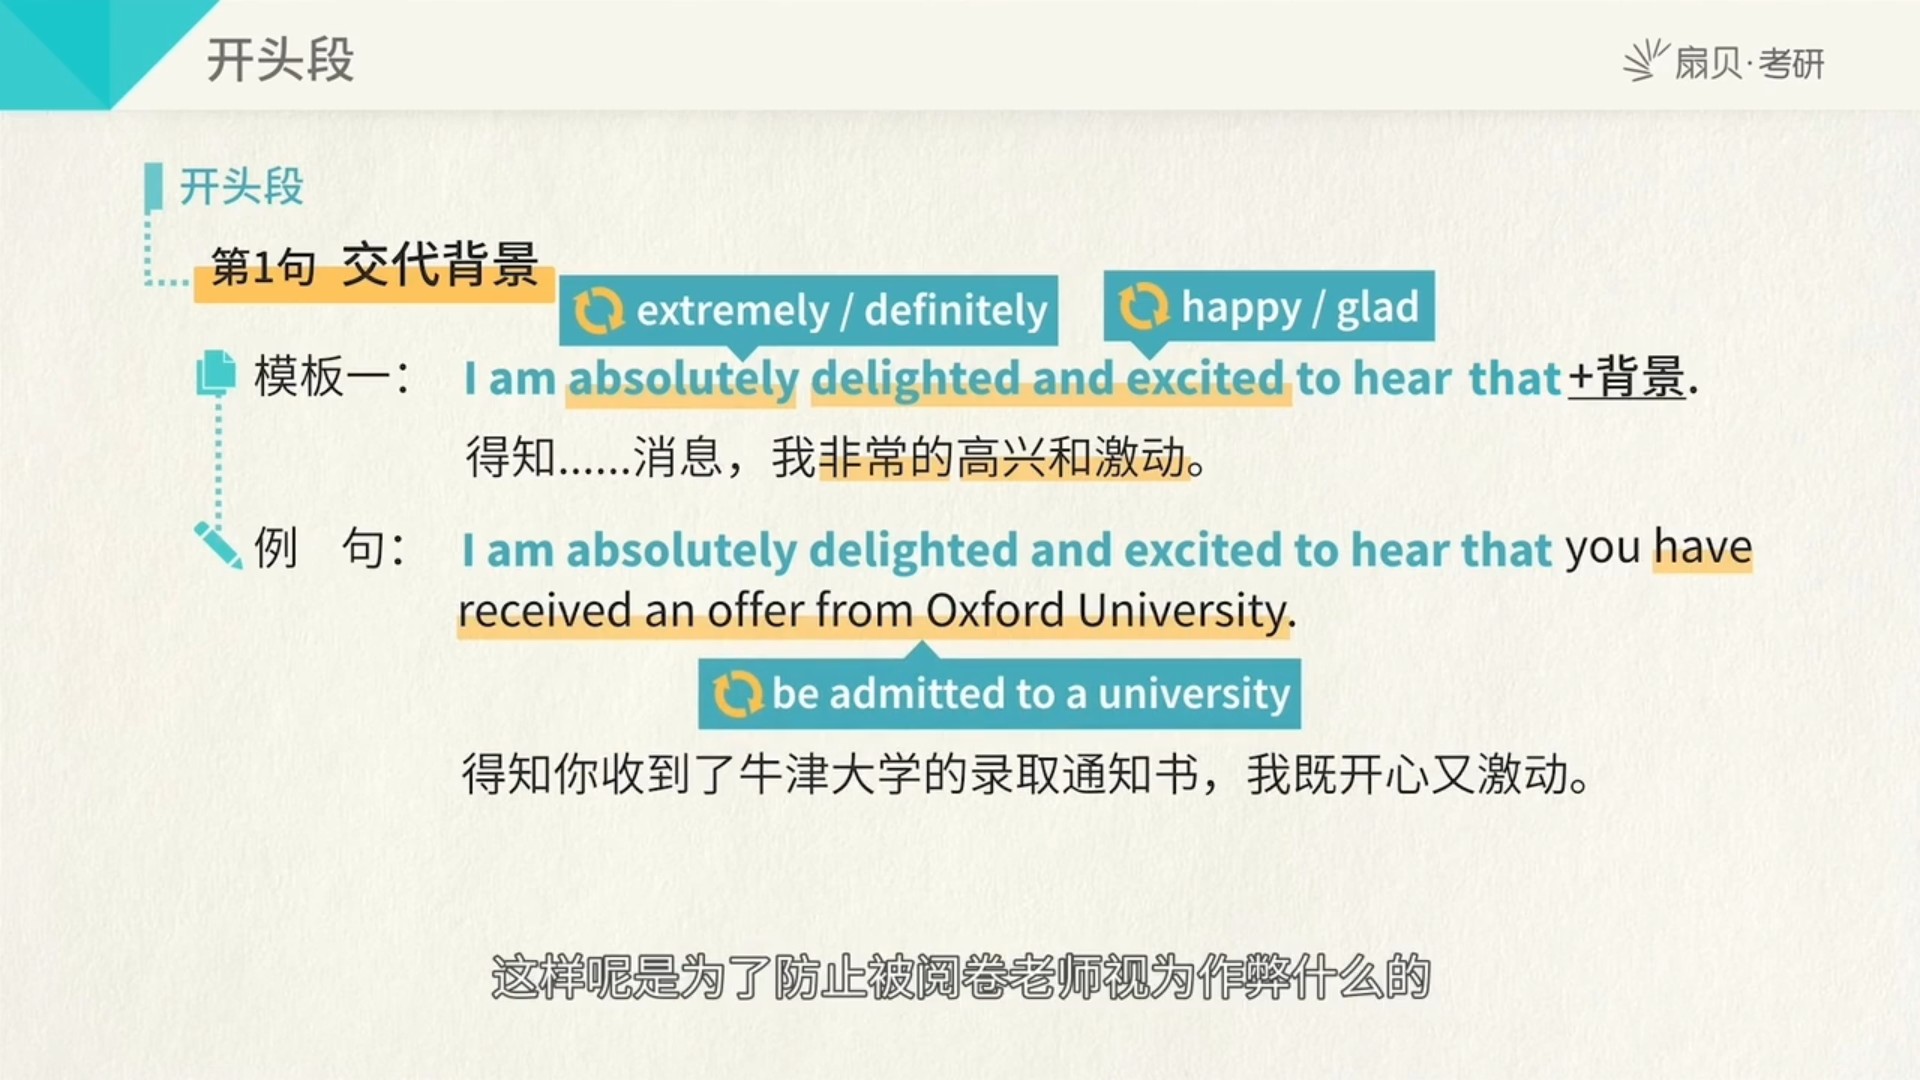 开头段
扇贝·考研
开头段
第1句 交代背景
extremely / definitely
happy / glad
模板一： I am absolutely delighted and excited to hear that +背景.
得知......消息，我非常的高兴和激动。
例 句： I am absolutely delighted and excited to hear that you have
received an offer from Oxford University.
be admitted to a university
得知你收到了牛津大学的录取通知书，我既开心又激动。
这样呢是为了防止被阅卷老师视为作弊什么的